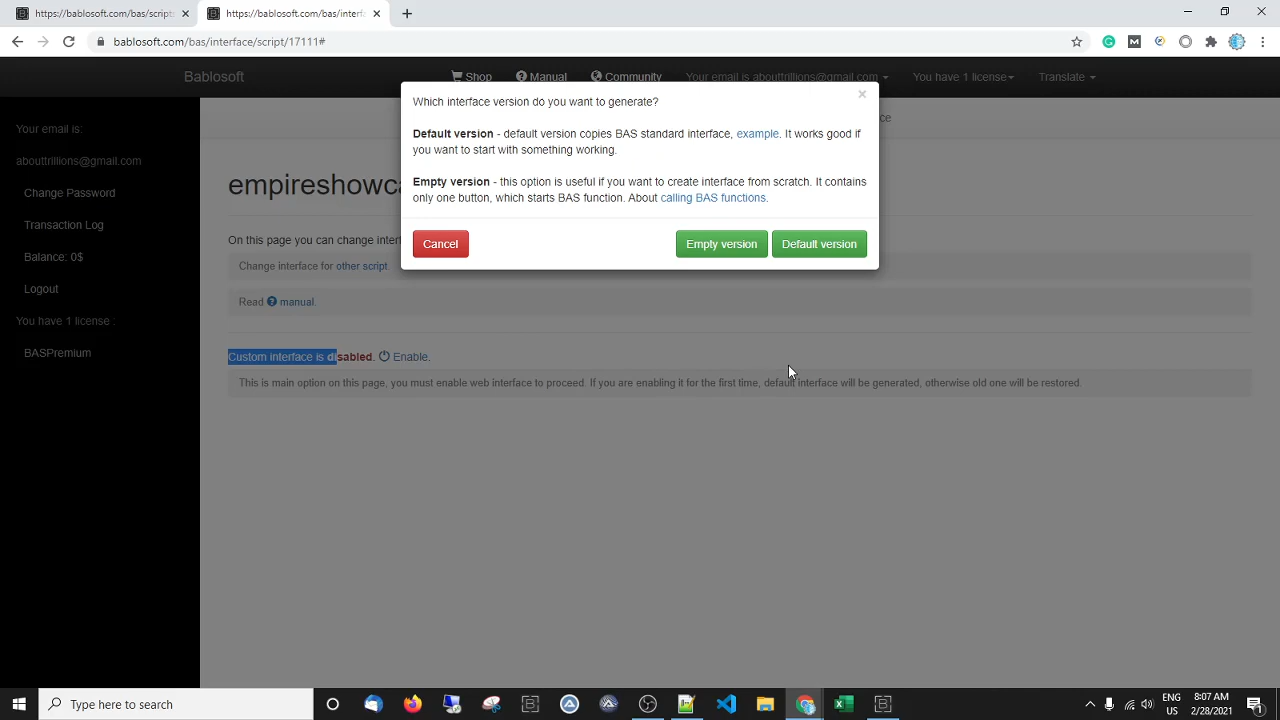 https://bablosoft.com/bas/scripts
https://bablosoft.com/bas/interf
bablosoft.com/bas/interface/script/17111#
Bablosoft
Shop
Manual
Community
Your email is abouttrillions@gmail.com
You have 1 license
Translate
Your email is:
abouttrillions@gmail.com
Change Password
Transaction Log
Balance: 0$
Logout
You have 1 license :
BASPremium
Which interface version do you want to generate?
×
Default version - default version copies BAS standard interface, example. It works good if
you want to start with something working.
Empty version - this option is useful if you want to create interface from scratch. It contains
only one button, which starts BAS function. About calling BAS functions.
Cancel
Empty version
Default version
empireshowc
On this page you can change inter
Change interface for other script
Read manual.
Custom interface is disabled. Enable.
This is main option on this page, you must enable web interface to proceed. If you are enabling it for the first time, default interface will be generated, otherwise old one will be restored.
Type here to search
ENG
US
8:07 AM
2/28/2021